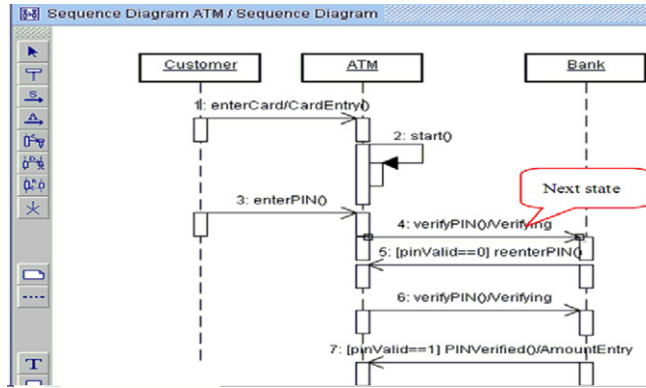 Sequence Diagram ATM / Sequence Diagram
Customer
ATM
Bank
1: enterCard/CardEntry()
2: start()
3: enterPIN()
Next state
4: verifyPIN()/Verifying
5: [pinValid==0] reenterPIN()
6: verifyPIN()/Verifying
7: [pinValid==1] PINVerified()/AmountEntry
S
A
T